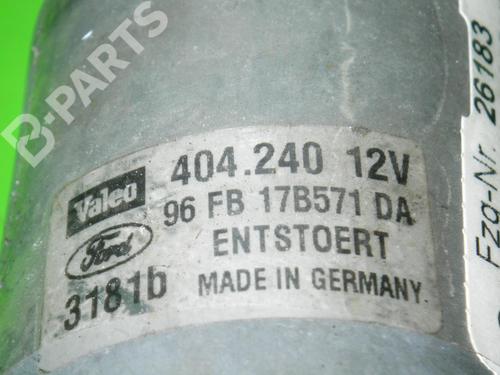 B-PARTS
Valeo
404.240 12V
96 FB 17B571 DA
Ford
ENTSTOERT
3181b MADE IN GERMANY
Fzg-Nr. 26183